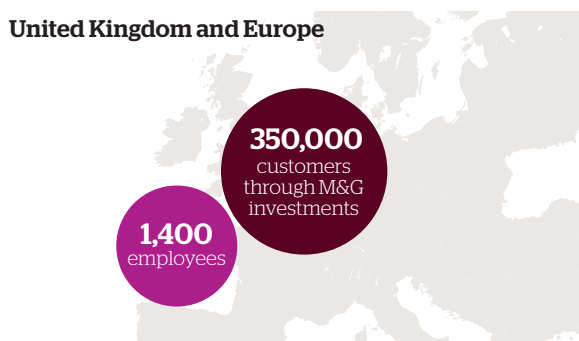 United Kingdom and Europe
350,000
customers
through M&G
investments
1,400
employees